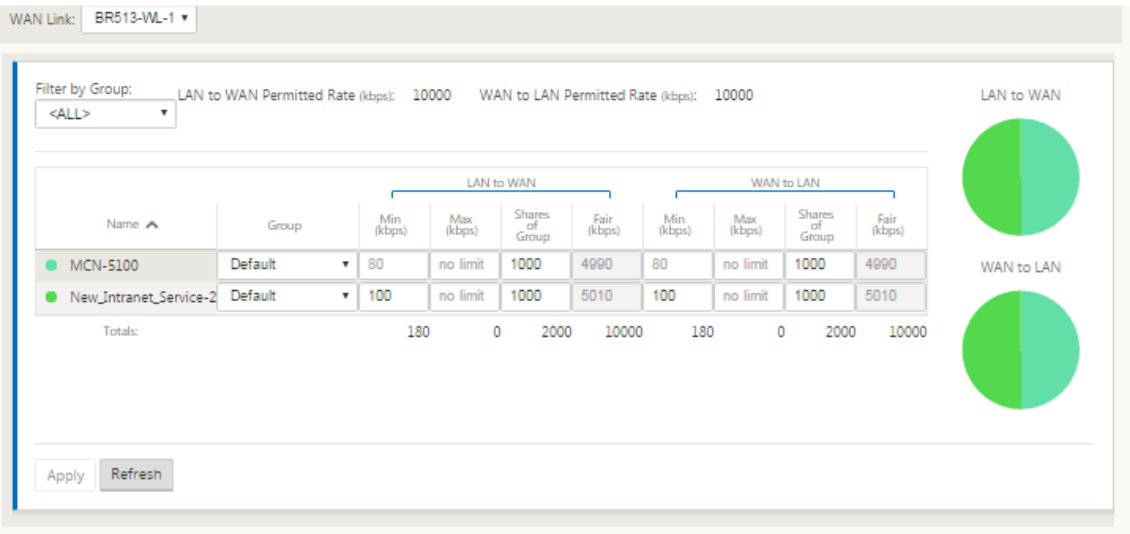 WAN Link: BR513-WL-1
Filter by Group: LAN to WAN Permitted Rate (kbps): 10000 WAN to LAN Permitted Rate (kbps): 10000 LAN to WAN
<ALL>
LAN to WAN WAN to LAN
Name Group Min (kbps) Max (kbps) Shares of Group Fair (kbps) Min (kbps) Max (kbps) Shares of Group Fair (kbps)
MCN-5100 Default 80 no limit 1000 4990 80 no limit 1000 4990
WAN to LAN
New_Intranet_Service-2 Default 100 no limit 1000 5010 100 no limit 1000 5010
Totals: 180 0 2000 10000 180 0 2000 10000
Apply Refresh